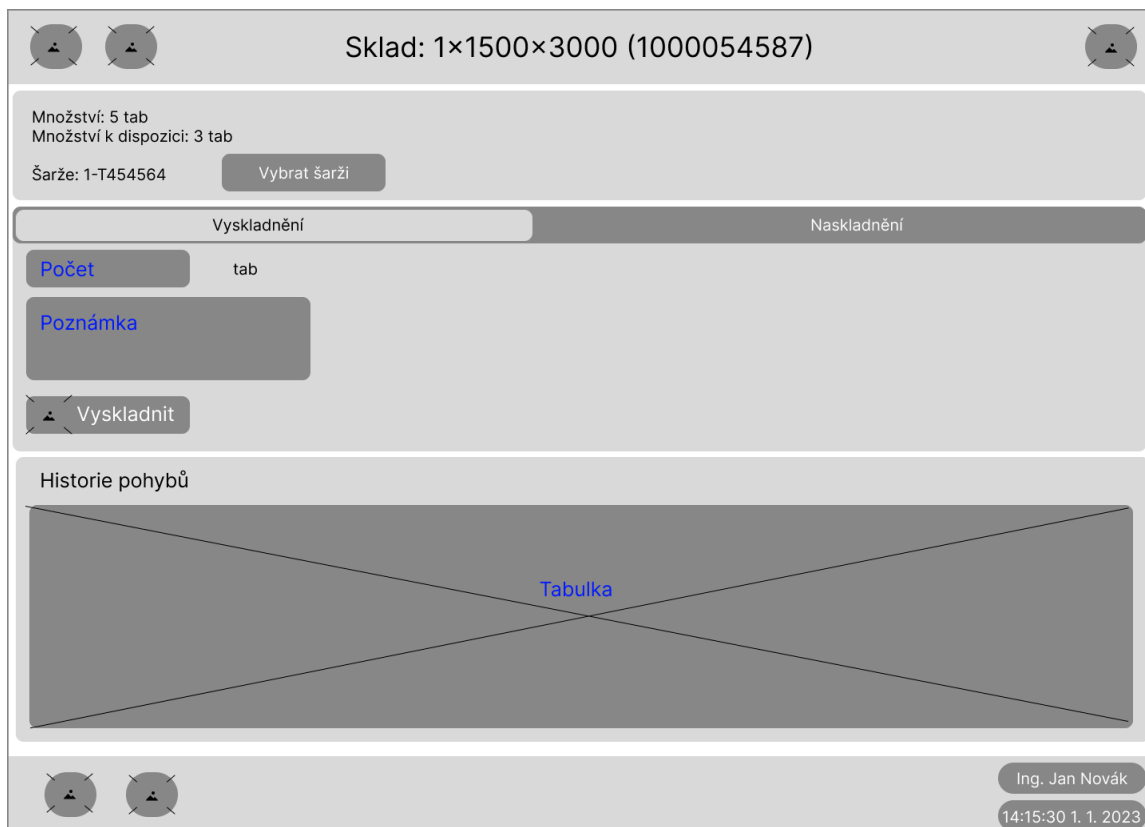 Sklad: 1×1500×3000 (1000054587)
Množství: 5 tab
Množství k dispozici: 3 tab
Šarže: 1-T454564
Vybrat šarži
Vyskladnění
Naskladnění
Počet
tab
Poznámka
Vyskladnit
Historie pohybů
Tabulka
Ing. Jan Novák
14:15:30 1. 1. 2023